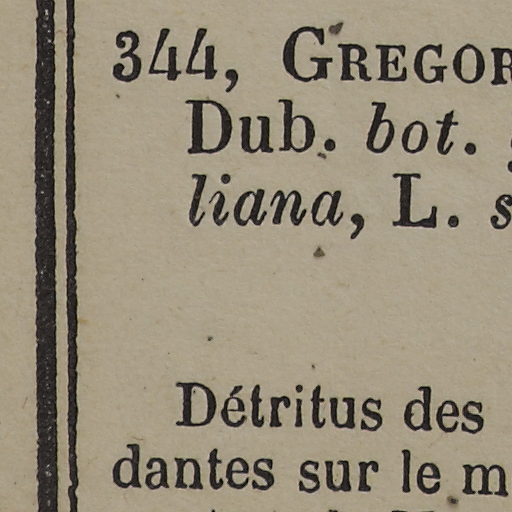 344, GREGOR
Dub. bot.
liana, L. s
Détritus des
dantes sur le m